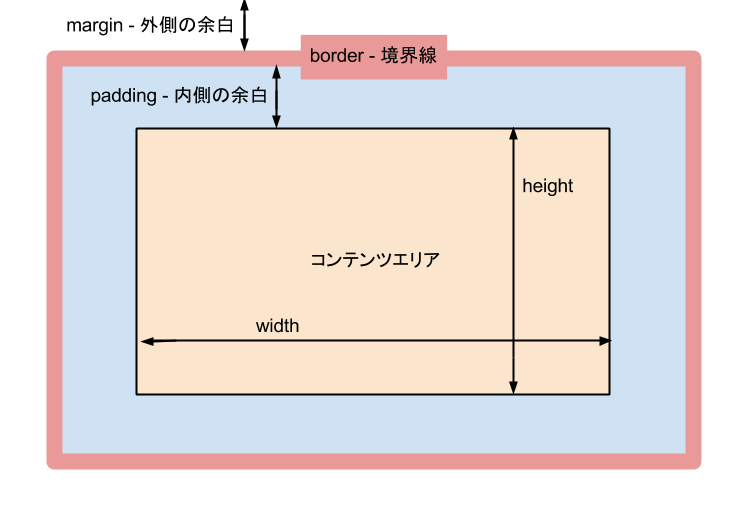 margin - 外側の余白
border - 境界線
padding - 内側の余白
height
コンテンツエリア
width